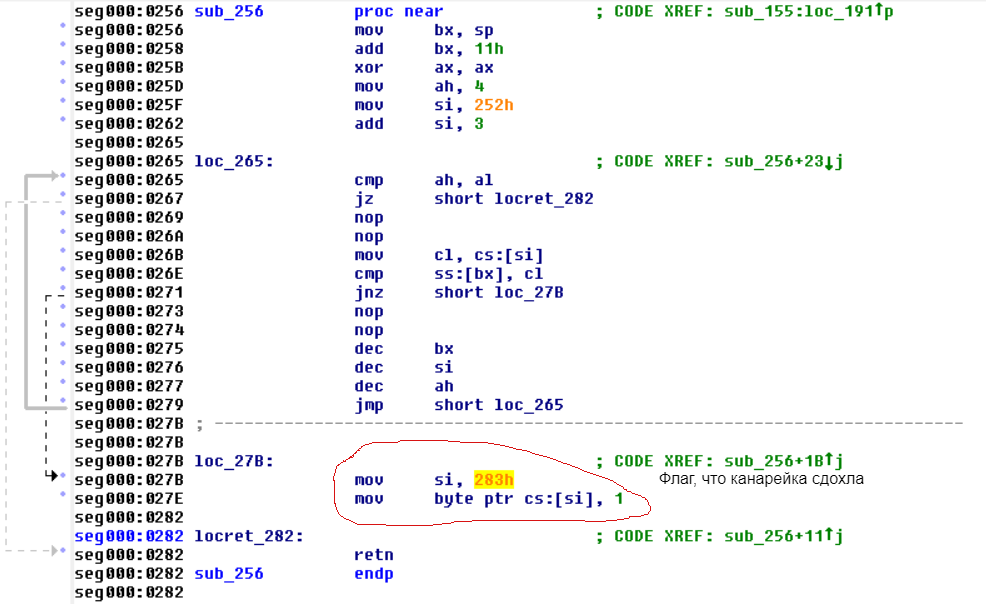 seg000:0256 sub_256 proc near ; CODE XREF: sub_155:loc_191↑p
seg000:0256 mov bx, sp
seg000:0258 add bx, 11h
seg000:025B xor ax, ax
seg000:025D mov ah, 4
seg000:025F mov si, 252h
seg000:0262 add si, 3
seg000:0265
seg000:0265 loc_265: ; CODE XREF: sub_256+23↓j
seg000:0265 cmp ah, al
seg000:0267 jz short locret_282
seg000:0269 nop
seg000:026A nop
seg000:026B mov cl, cs:[si]
seg000:026E cmp ss:[bx], cl
seg000:0271 jnz short loc_27B
seg000:0273 nop
seg000:0274 nop
seg000:0275 dec bx
seg000:0276 dec si
seg000:0277 dec ah
seg000:0279 jmp short loc_265
seg000:027B ; ---------------------------------------------------------------------------
seg000:027B
seg000:027B loc_27B: ; CODE XREF: sub_256+1B↑j
seg000:027B mov si, 283h Флаг, что канарейка сдохла
seg000:027E mov byte ptr cs:[si], 1
seg000:0282
seg000:0282 locret_282: ; CODE XREF: sub_256+11↑j
seg000:0282 retn
seg000:0282 sub_256 endp
seg000:0282